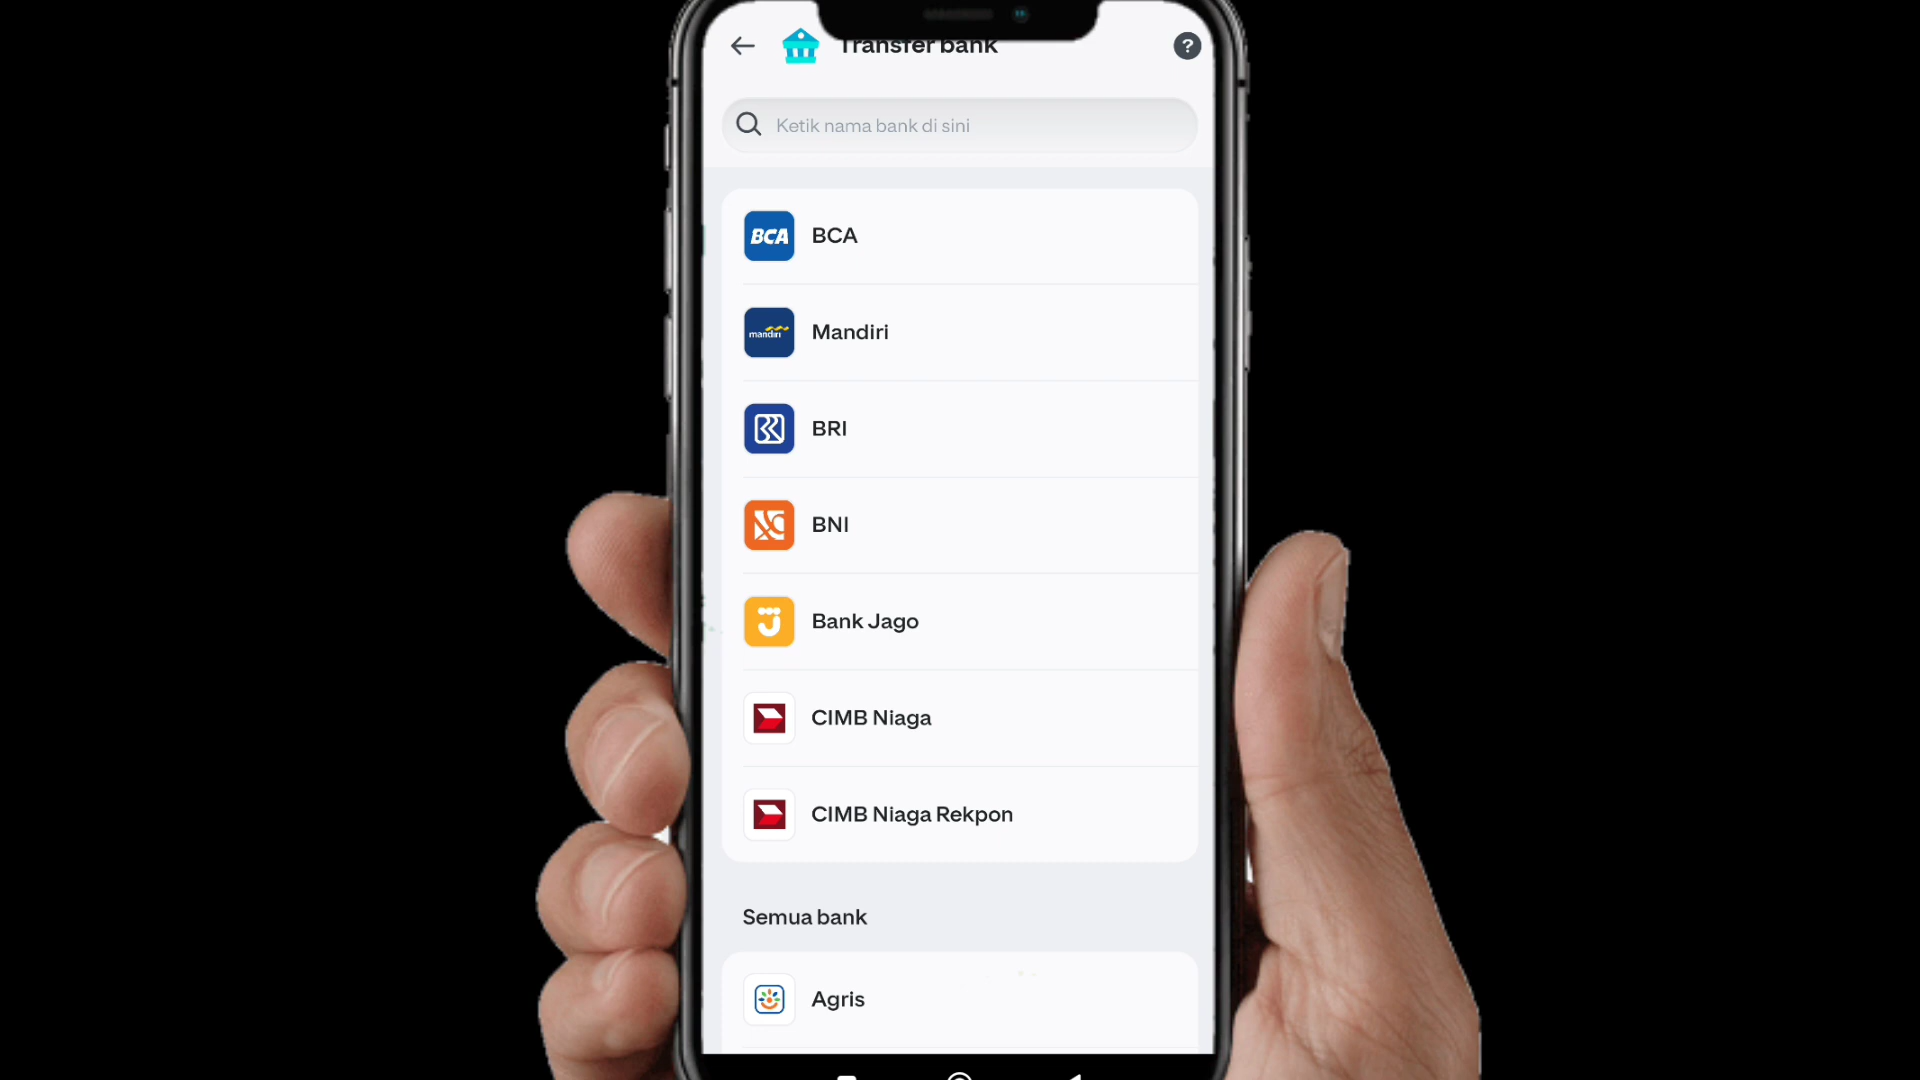 Transfer bank
?
Ketik nama bank di sini
BCA
BCA
mandiri
Mandiri
BRI
BNI
Bank Jago
CIMB Niaga
CIMB Niaga Rekpon
Semua bank
Agris